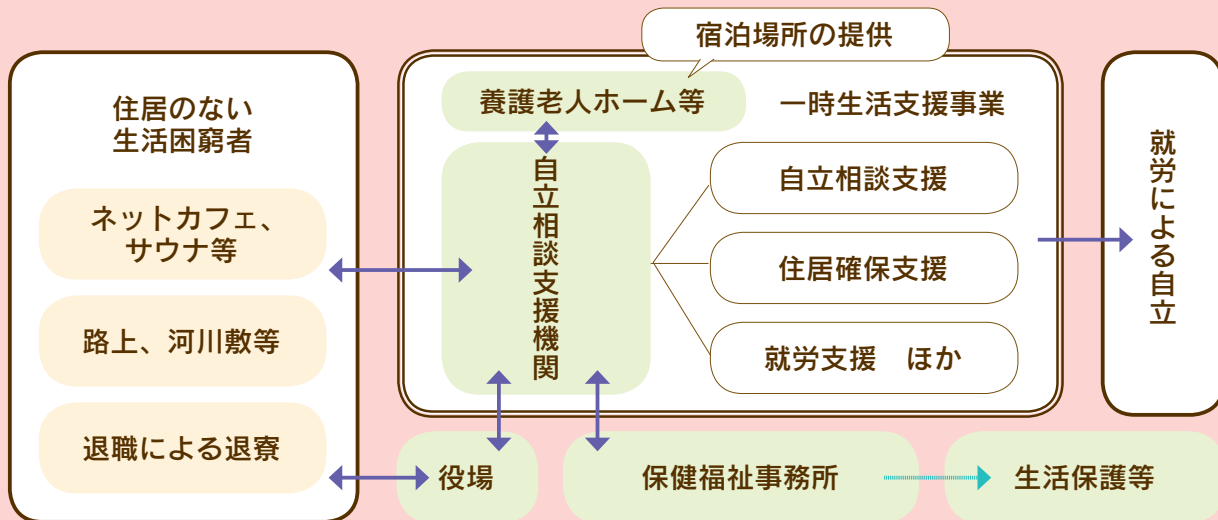 宿泊場所の提供
住居のない
生活困窮者
ネットカフェ、
サウナ等
路上、河川敷等
退職による退寮
養護老人ホーム等
一時生活支援事業
自立相談支援機関
自立相談支援
住居確保支援
就労支援　ほか
就労による自立
役場
保健福祉事務所
生活保護等